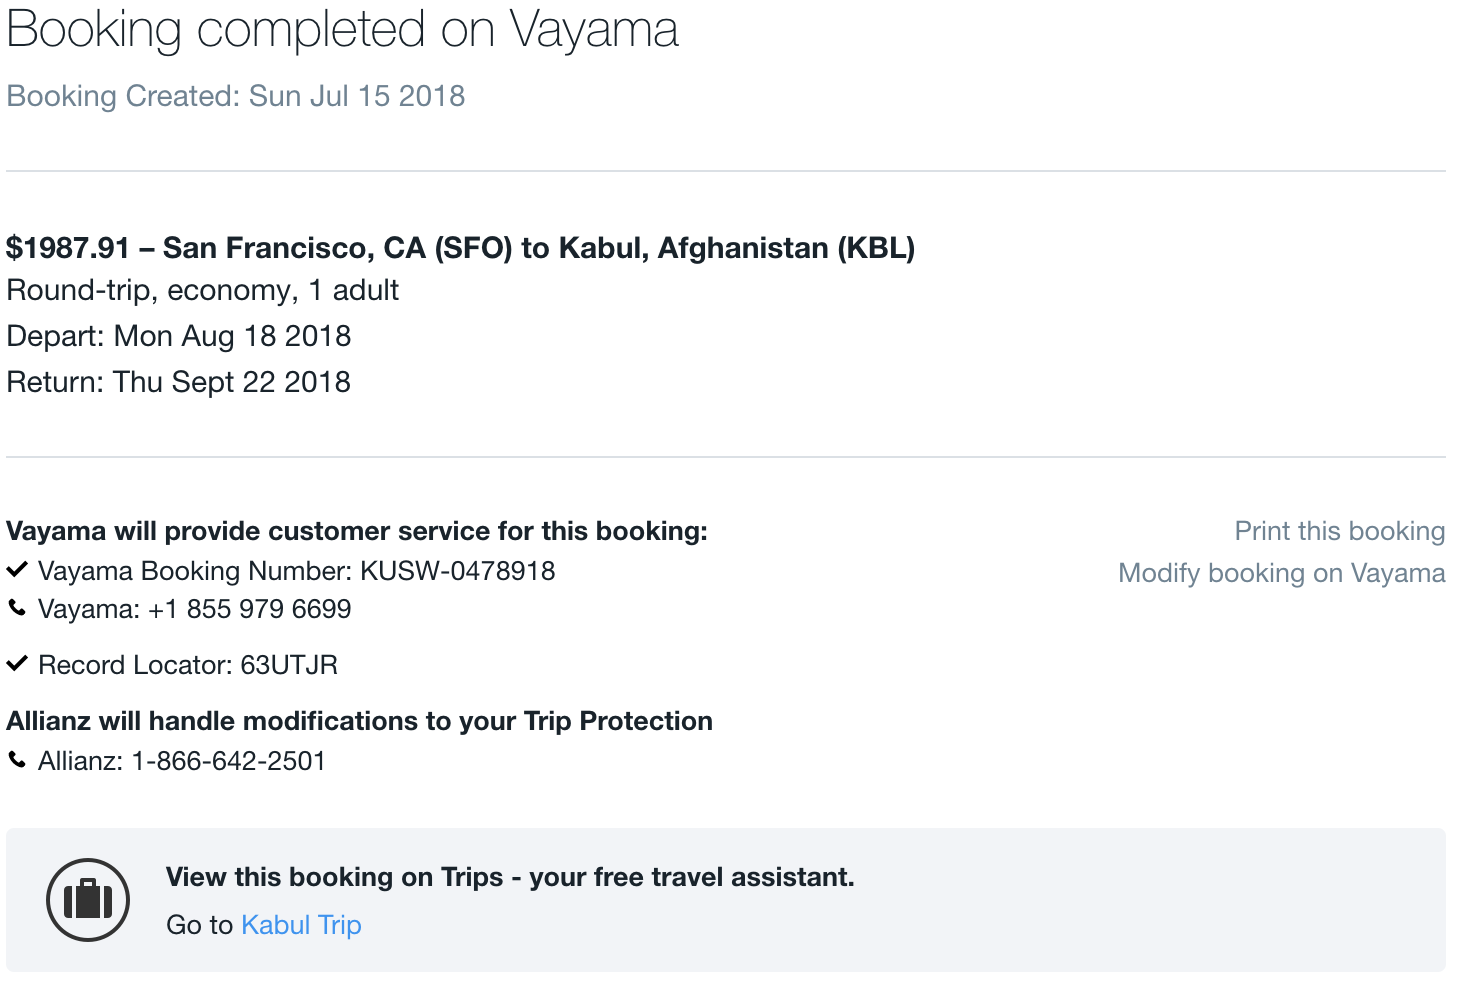 Booking completed on Vayama
Booking Created: Sun Jul 15 2018
$1987.91 – San Francisco, CA (SFO) to Kabul, Afghanistan (KBL)
Round-trip, economy, 1 adult
Depart: Mon Aug 18 2018
Return: Thu Sept 22 2018
Vayama will provide customer service for this booking:
Print this booking
Vayama Booking Number: KUSW-0478918
Modify booking on Vayama
Vayama: +1 855 979 6699
Record Locator: 63UTJR
Allianz will handle modifications to your Trip Protection
Allianz: 1-866-642-2501
View this booking on Trips - your free travel assistant.
Go to Kabul Trip